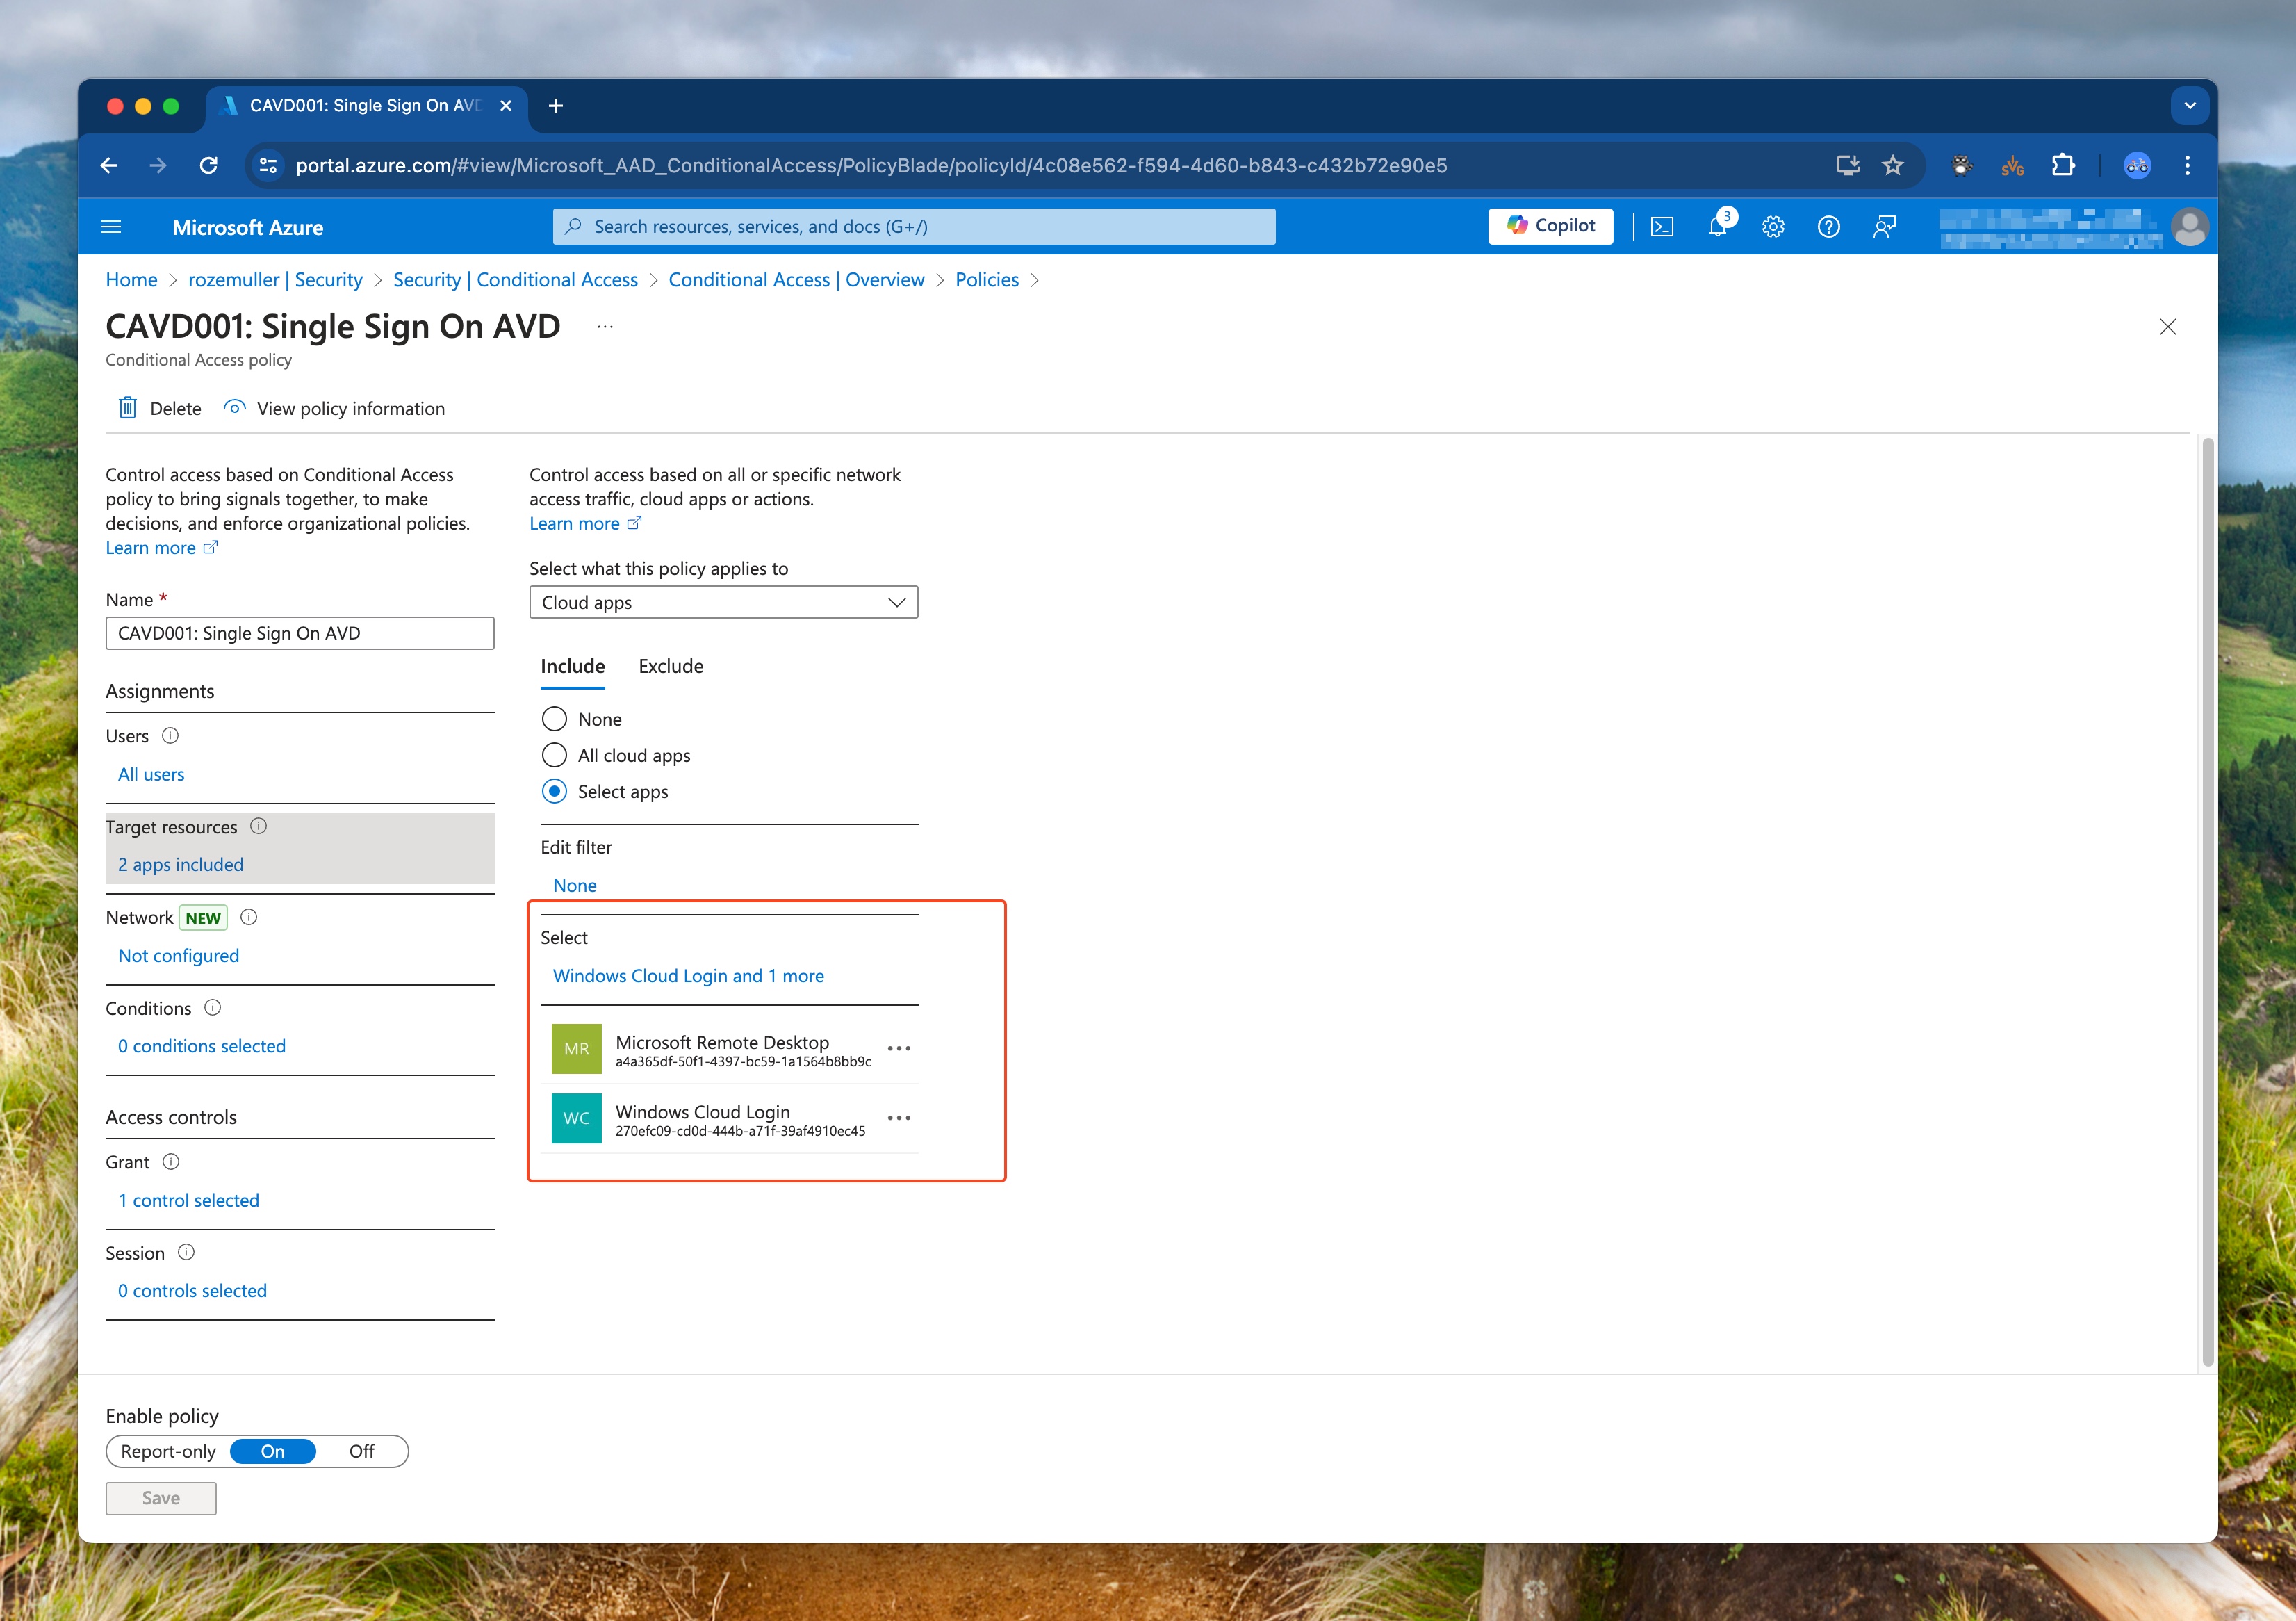 CAVD001: Single Sign On AVD
portal.azure.com/#view/Microsoft_AAD_ConditionalAccess/PolicyBlade/policyId/4c08e562-f594-4d60-b843-c432b72e90e5
SVG
Microsoft Azure
Search resources, services, and docs (G+/)
Copilot
3
Home > rozemuller | Security > Security | Conditional Access > Conditional Access | Overview > Policies >
CAVD001: Single Sign On AVD ...
Conditional Access policy
Delete
View policy information
Control access based on Conditional Access
policy to bring signals together, to make
decisions, and enforce organizational policies.
Learn more
Name *
CAVD001: Single Sign On AVD
Assignments
Users
All users
Target resources
2 apps included
Network NEW
Not configured
Conditions
0 conditions selected
Access controls
Grant
1 control selected
Session
0 controls selected
Control access based on all or specific network
access traffic, cloud apps or actions.
Learn more
Select what this policy applies to
Cloud apps
Include Exclude
None
All cloud apps
Select apps
Edit filter
None
Select
Windows Cloud Login and 1 more
MR
Microsoft Remote Desktop
a4a365df-50f1-4397-bc59-1a1564b8bb9c
WC
Windows Cloud Login
270efc09-cd0d-444b-a71f-39af4910ec45
Enable policy
Report-only On Off
Save